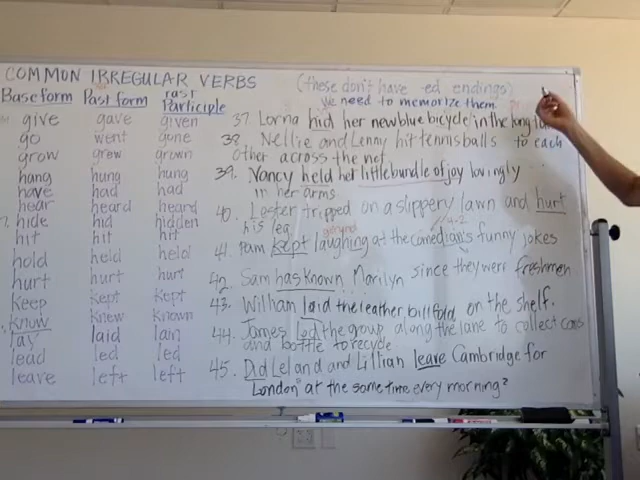 COMMON IRREGULAR VERBS (these don't have -ed endings)
We need to memorize them
Base form Past form Past Participle
give gave given
go went gone
grow grew grown
hang hung hung
have had had
hear heard heard
hide hid hidden
hit hit hit
hold held held
hurt hurt hurt
keep kept kept
know knew known
lay laid lain
lead led led
leave left left
37. Lorna hid her new blue bicycle in the long
38. Nellie and Lenny hit tennis balls to each
other across the net
39. Nancy held her little bundle of joy lovingly
in her arms
40. Lester tripped on a slippery lawn and hurt
his leg
gerund
41. Pam kept laughing at the comedian's funny jokes
42. Sam has known Marilyn since they were freshmen
43. William laid the leather billfold on the shelf.
44. James led the group along the lane to collect cans
and bottle to recycle
45. Did Leland and Lillian leave Cambridge for
London at the same time every morning?